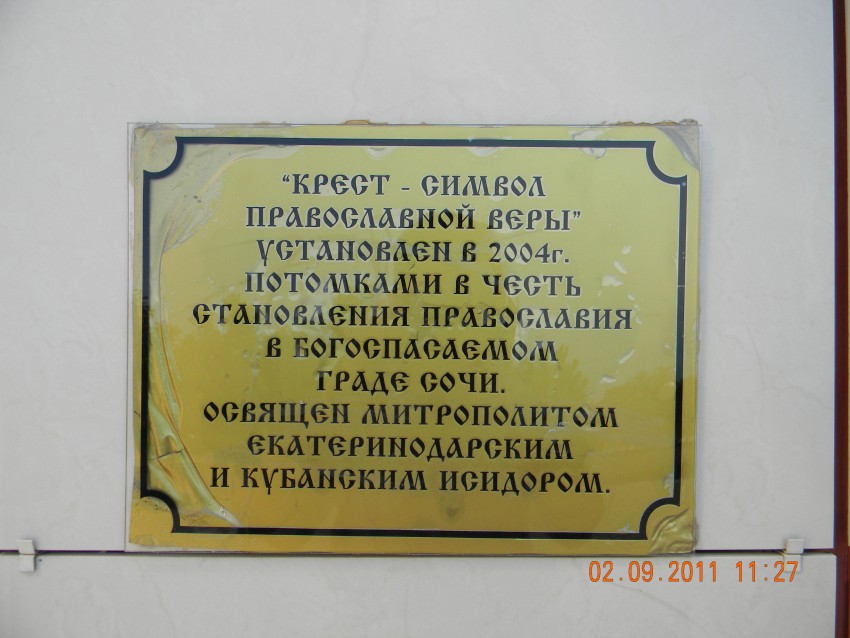 “КРЕСТ - СИМВОЛ
ПРАВОСЛАВНОЙ ВЕРЫ”
УСТАНОВЛЕН В 2004г.
ПОТОМКАМИ В ЧЕСТЬ
СТАНОВЛЕНИЯ ПРАВОСЛАВИЯ
В БОГОСПАСАЕМОМ
ГРАДЕ СОЧИ.
ОСВЯЩЕН МИТРОПОЛИТОМ
ЕКАТЕРИНОДАРСКИМ
И КУБАНСКИМ ИСИДОРОМ.
02.09.2011 11:27